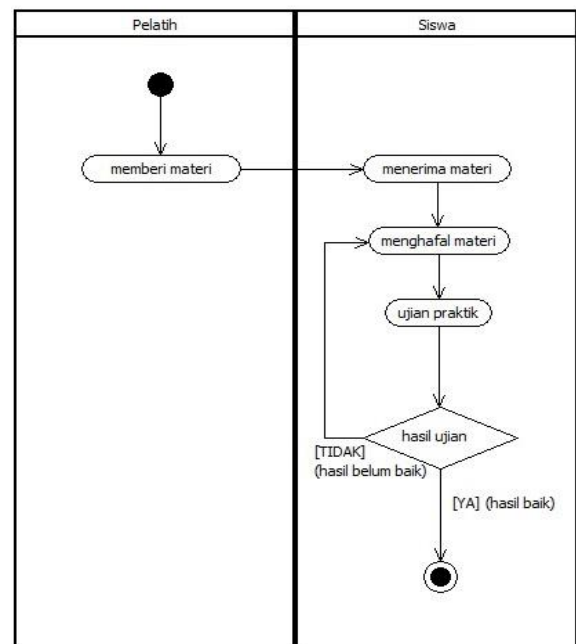 Pelatih
Siswa
memberi materi
menerima materi
menghafal materi
ujian praktik
hasil ujian
[TIDAK]
(hasil belum baik)
[YA] (hasil baik)